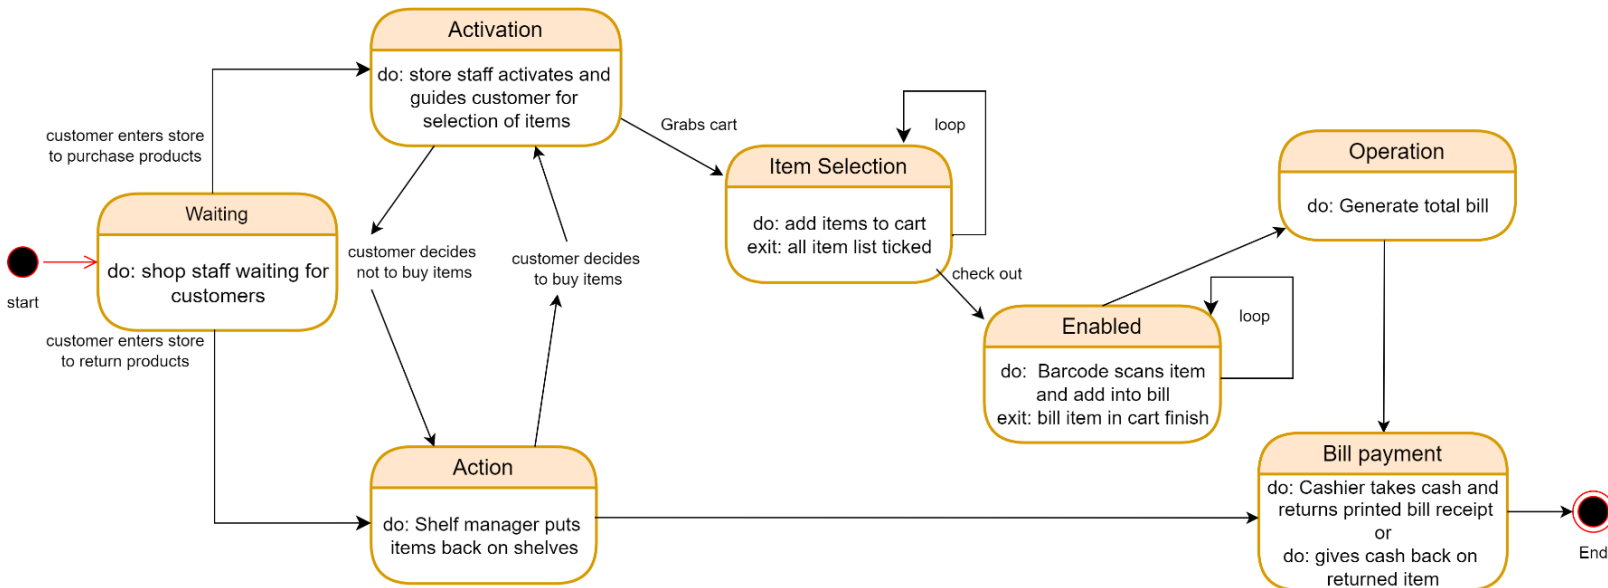 Activation
do: store staff activates and
guides customer for
selection of items
customer enters store
to purchase products
Grabs cart
loop
Item Selection
do: add items to cart
exit: all item list ticked
Operation
do: Generate total bill
Waiting
do: shop staff waiting for
customers
start
customer enters store
to return products
customer decides
not to buy items
customer decides
to buy items
check out
Enabled
do: Barcode scans item
and add into bill
exit: bill item in cart finish
loop
Action
do: Shelf manager puts
items back on shelves
Bill payment
do: Cashier takes cash and
returns printed bill receipt
or
do: gives cash back on
returned item
End